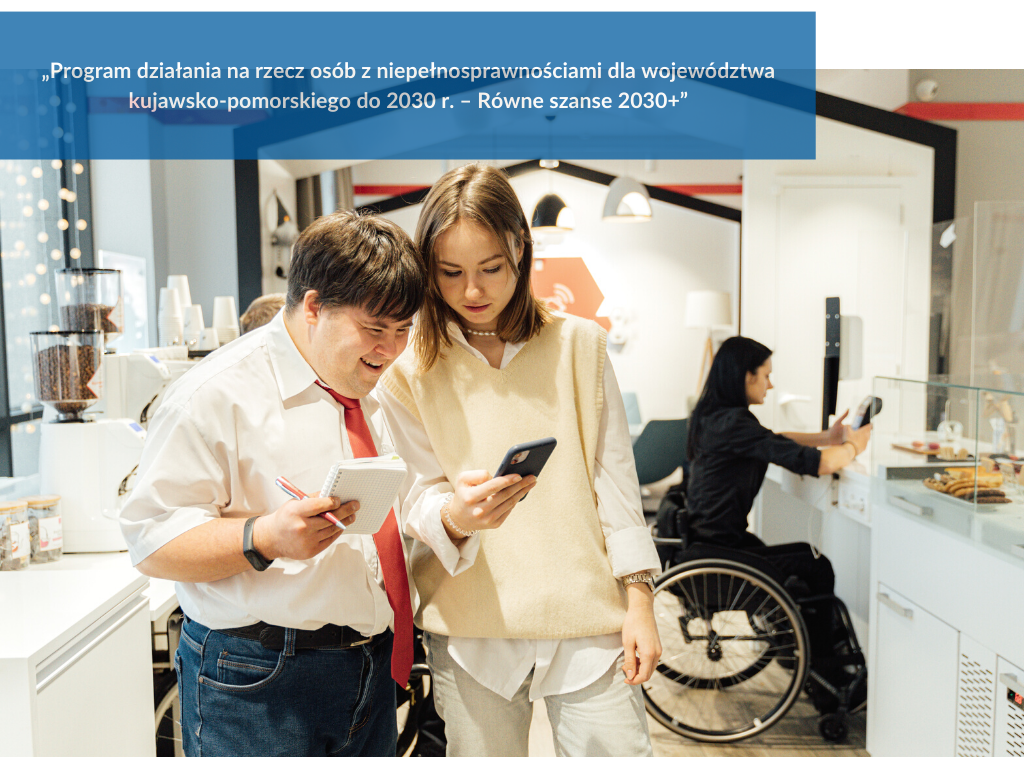 „Program działania na rzecz osób z niepełnosprawnościami dla województwa
kujawsko-pomorskiego do 2030 r. – Równe szanse 2030+”